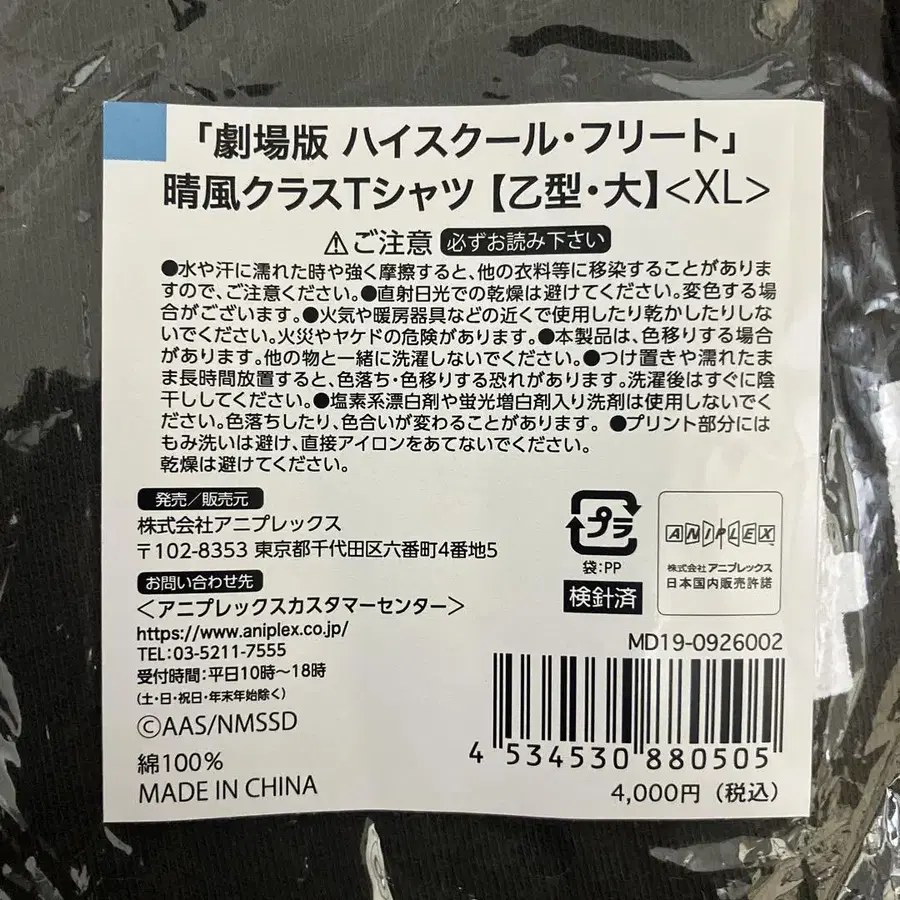 「劇場版 ハイスクール・フリート」
晴風クラスTシャツ【乙型・大】<XL>
⚠ご注意 必ずお読み下さい
●水や汗に濡れた時や強く摩擦すると、他の衣料等に移染することがありま
すので、ご注意ください。●直射日光での乾燥は避けてください。変色する場
合がございます。●火気や暖房器具などの近くで使用したり乾かしたりしな
いでください。火災やヤケドの危険があります。●本製品は、色移りする場合
があります。他の物と一緒に洗濯しないでください。●つけ置きや濡れたま
ま長時間放置すると、色落ち・色移りする恐れがあります。洗濯後はすぐに陰
干ししてください。●塩素系漂白剤や蛍光増白剤入り洗剤は使用しないでく
ださい。色落ちしたり、色合いが変わることがあります。 ●プリント部分には
もみ洗いは避け、直接アイロンをあてないでください。
乾燥は避けてください。
発売/販売元
株式会社アニプレックス
〒102-8353 東京都千代田区六番町4番地5
お問い合わせ先
<アニプレックスカスタマーセンター>
https://www.aniplex.co.jp/
TEL:03-5211-7555
受付時間:平日10時~18時
(土・日・祝日・年末年始除く)
©AAS/NMSSD
綿100%
MADE IN CHINA
プラ
袋:PP
検針済
ANIPLEX
株式会社アニプレックス
日本国内販売許諾
MD19-0926002
4 534530 880505
4,000円(税込)